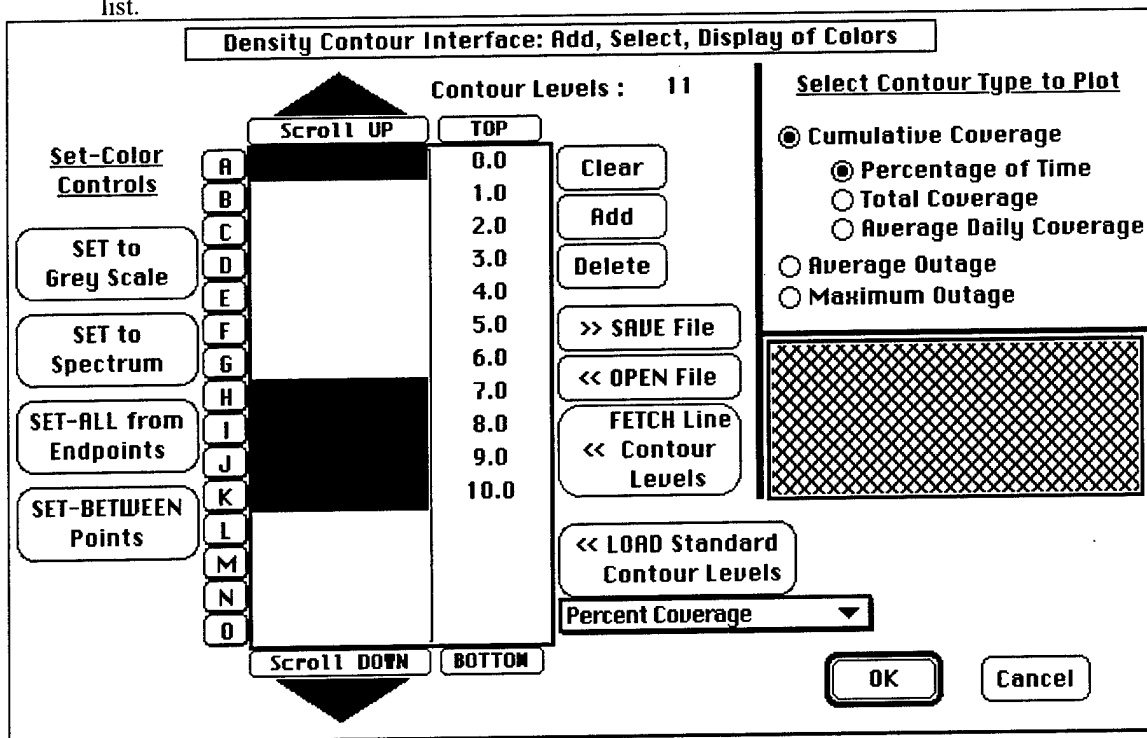 list.
Density Contour Interface: Add, Select, Display of Colors
Contour Levels : 11
Scroll UP
TOP
Set-Color
Controls
SET to
Grey Scale
SET to
Spectrum
SET-ALL from
Endpoints
SET-BETWEEN
Points
A
B
C
D
E
F
G
H
I
J
K
L
M
N
O
0.0
1.0
2.0
3.0
4.0
5.0
6.0
7.0
8.0
9.0
10.0
Scroll DOWN
BOTTOM
Clear
Add
Delete
>> SAVE File
<< OPEN File
FETCH Line
<< Contour
Levels
<< LOAD Standard
Contour Levels
Percent Coverage
Select Contour Type to Plot
Cumulative Coverage
Percentage of Time
Total Coverage
Average Daily Coverage
Average Outage
Maximum Outage
OK
Cancel